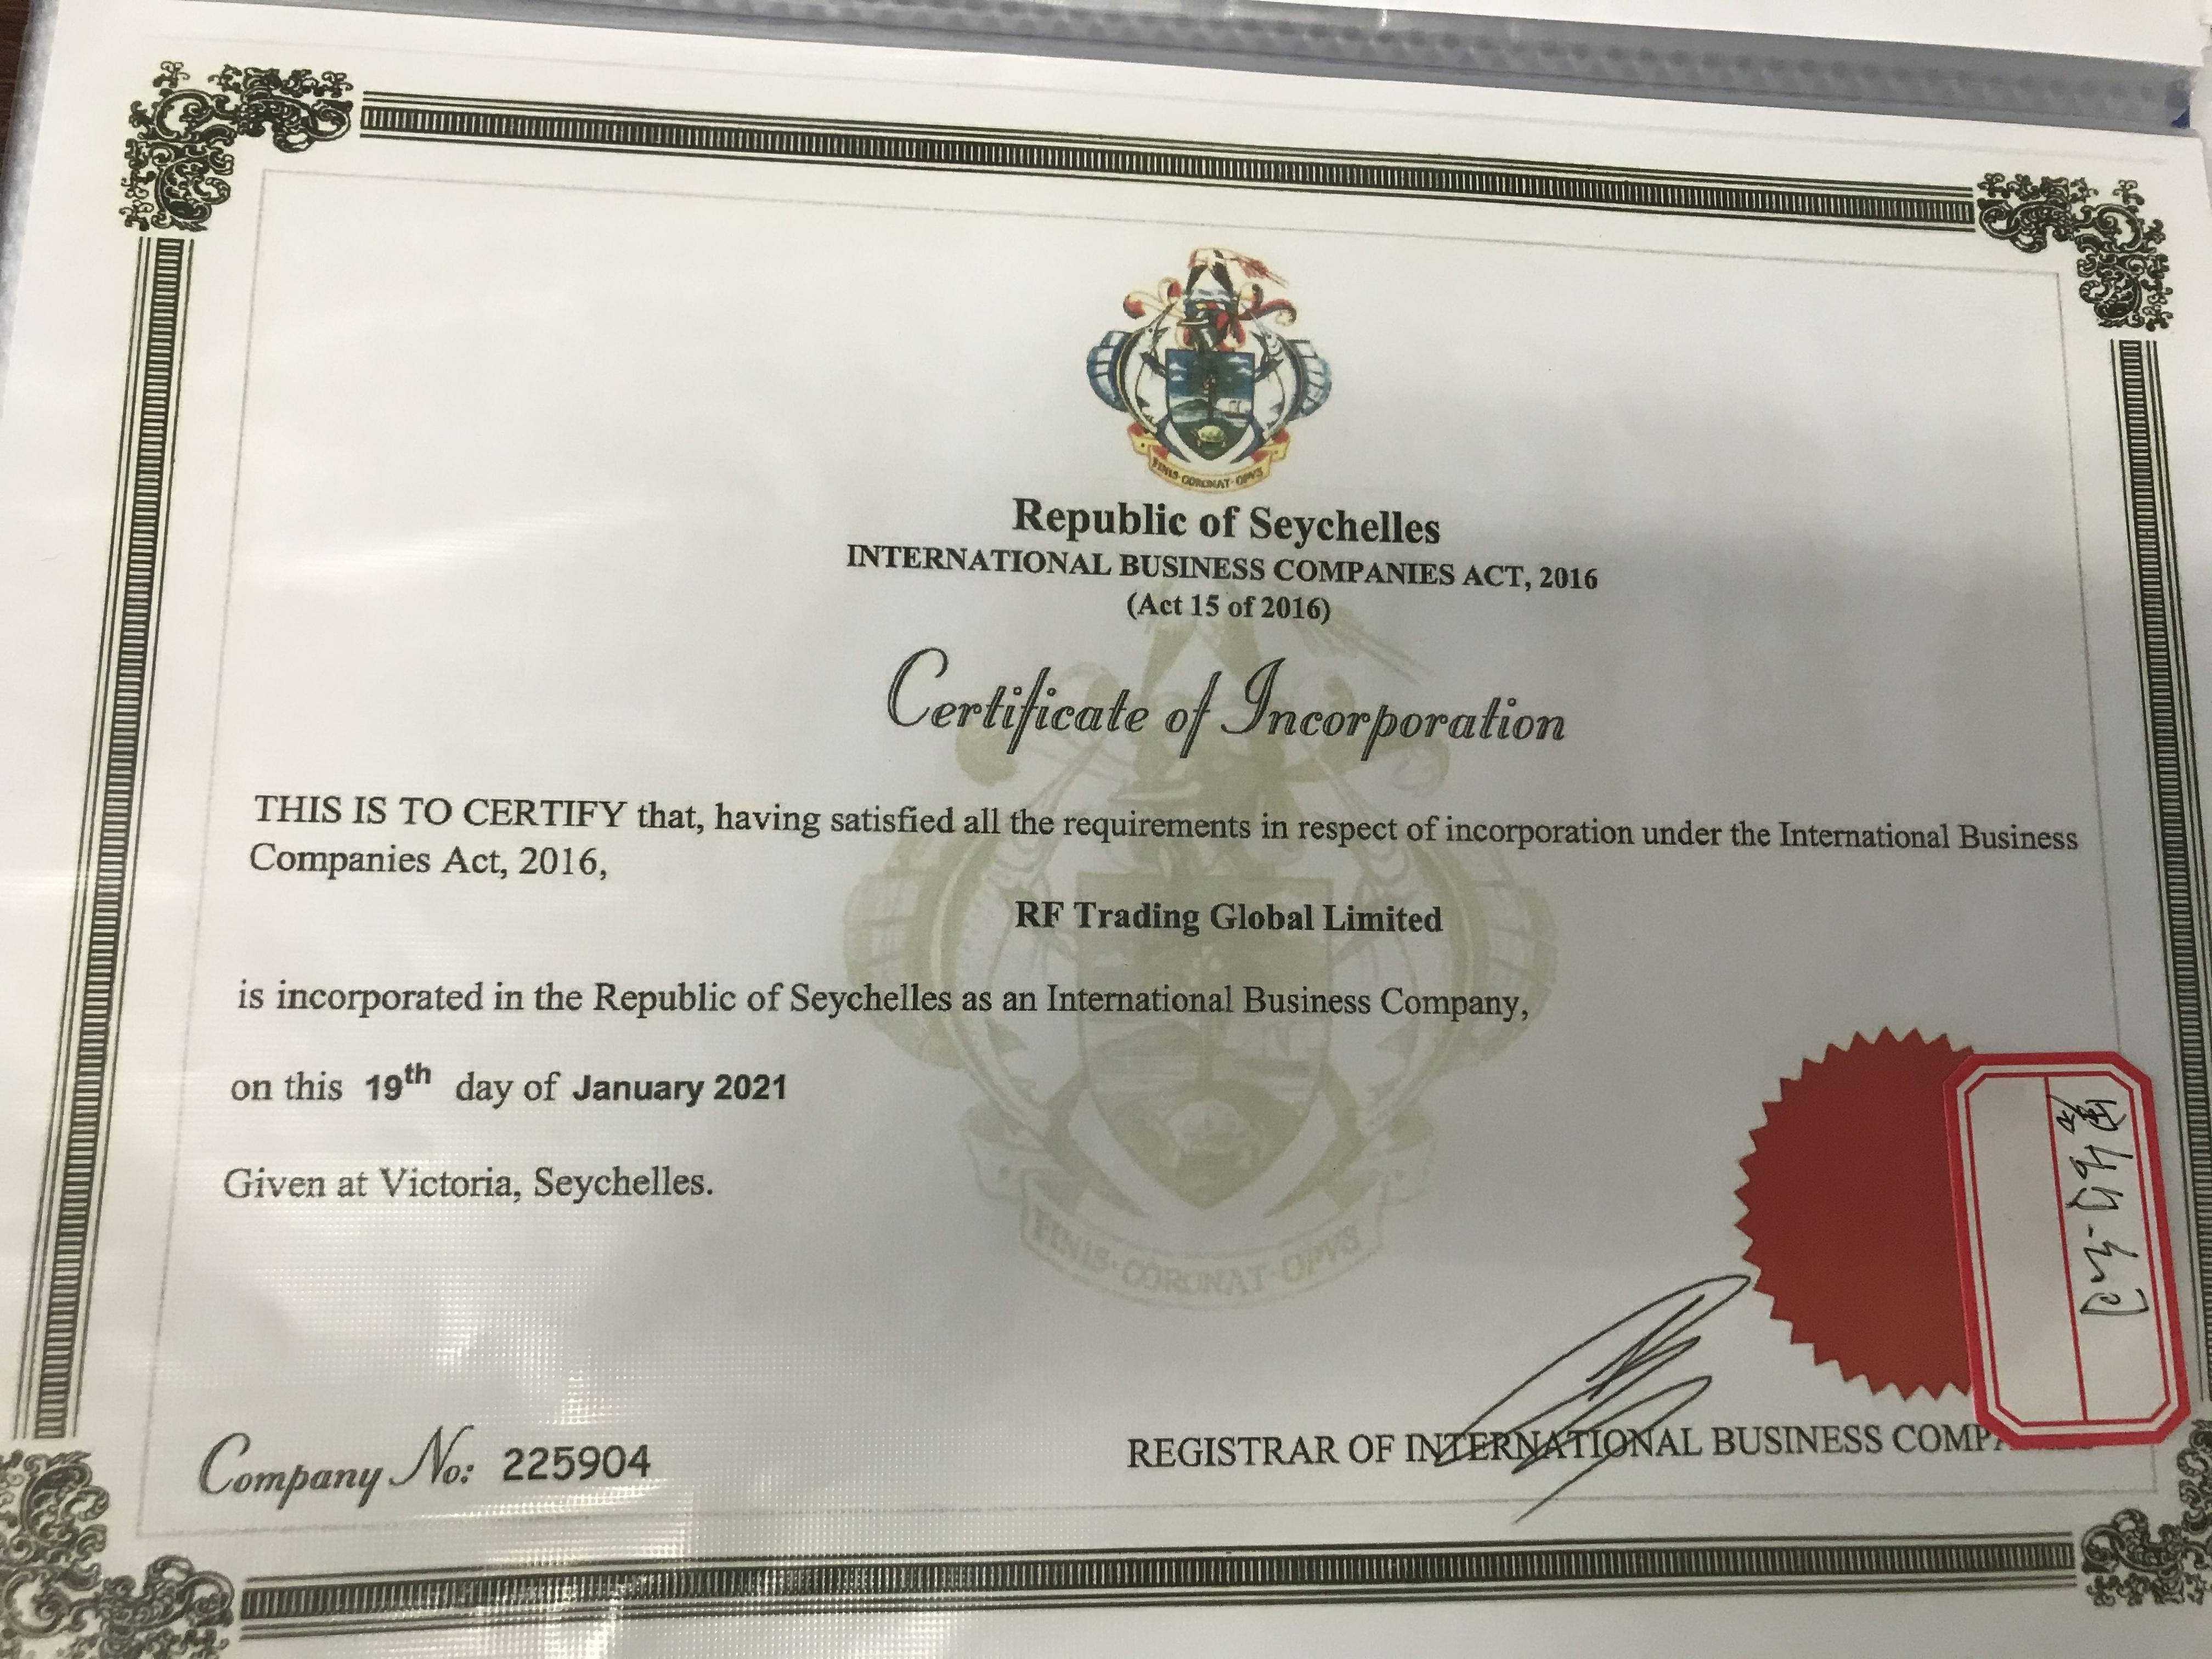 FINIS·CORONAT·OPVS
Republic of Seychelles
INTERNATIONAL BUSINESS COMPANIES ACT, 2016
(Act 15 of 2016)
Certificate of Incorporation
THIS IS TO CERTIFY that, having satisfied all the requirements in respect of incorporation under the International Business
Companies Act, 2016,
RF Trading Global Limited
is incorporated in the Republic of Seychelles as an International Business Company,
on this 19th day of January 2021
Given at Victoria, Seychelles.
FINIS·CORONAT·OPVS
Company No: 225904
REGISTRAR OF INTERNATIONAL BUSINESS COMP